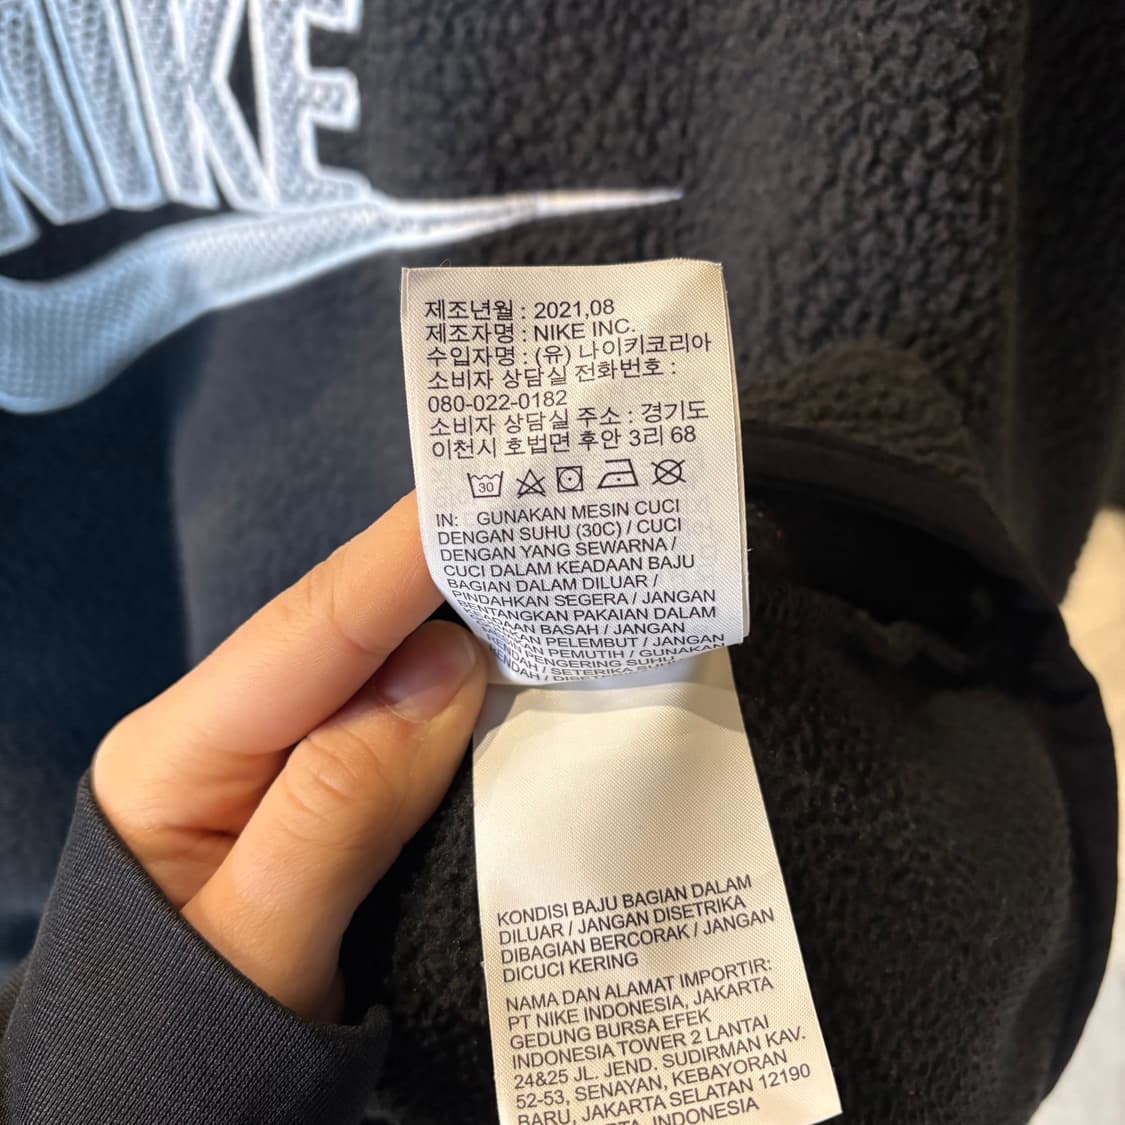 NIKE
제조년월 : 2021,08
제조자명 : NIKE INC.
수입자명 : (유) 나이키코리아
소비자 상담실 전화번호 :
080-022-0182
소비자 상담실 주소 : 경기도
이천시 호법면 후안 3리 68
30
IN: GUNAKAN MESIN CUCI
DENGAN SUHU (30C) / CUCI
DENGAN YANG SEWARNA /
CUCI DALAM KEADAAN BAJU
BAGIAN DALAM DILUAR /
PINDAHKAN SEGERA / JANGAN
BENTANGKAN PAKAIAN DALAM
BASAH / JANGAN
PELEMBUT / JANGAN
PEMUTIH / GUNAKAN
PENGERING SUHU
/ SETERIKA SUHU
KONDISI BAJU BAGIAN DALAM
DILUAR / JANGAN DISETRIKA
DIBAGIAN BERCORAK / JANGAN
DICUCI KERING
NAMA DAN ALAMAT IMPORTIR:
PT NIKE INDONESIA, JAKARTA
GEDUNG BURSA EFEK
INDONESIA TOWER 2 LANTAI
24&25 JL. JEND. SUDIRMAN KAV.
52-53, SENAYAN, KEBAYORAN
BARU, JAKARTA SELATAN 12190
INDONESIA